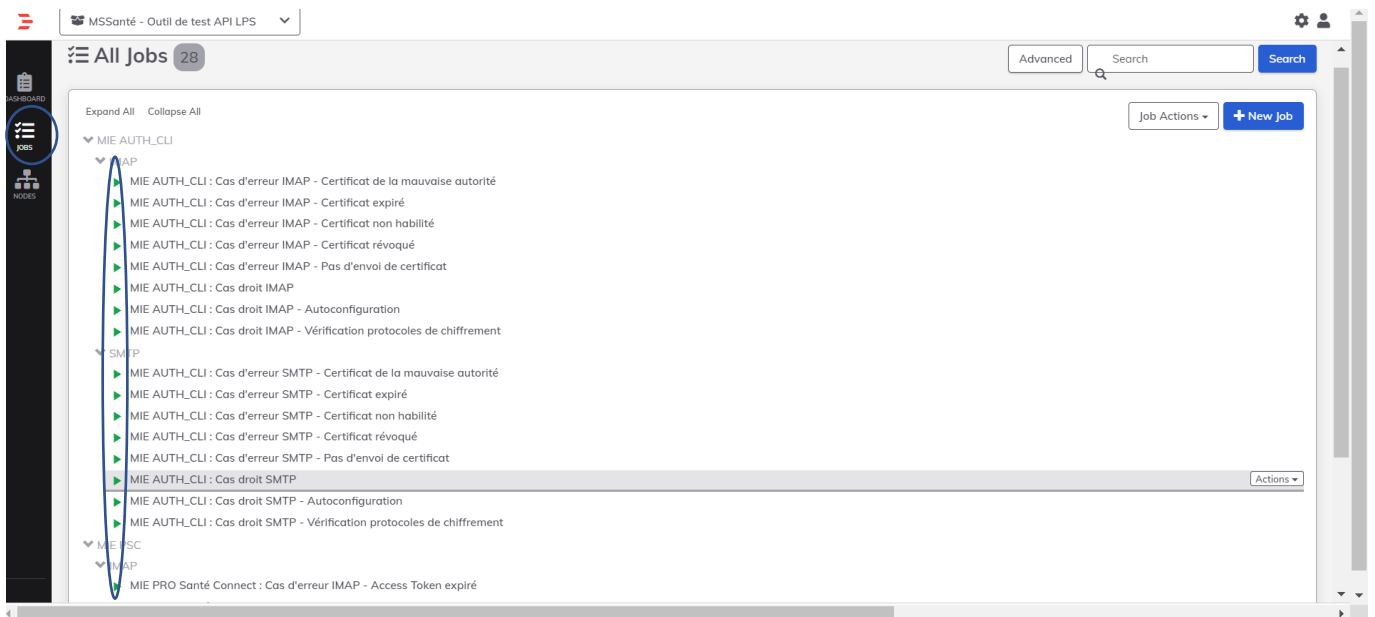 MSSanté - Outil de test API LPS
All Jobs 28
Advanced Search Search
DASHBOARD
JOBS
NODES
Expand All Collapse All
Job Actions + New Job
MIE AUTH_CLI
IMAP
MIE AUTH_CLI : Cas d'erreur IMAP - Certificat de la mauvaise autorité
MIE AUTH_CLI : Cas d'erreur IMAP - Certificat expiré
MIE AUTH_CLI : Cas d'erreur IMAP - Certificat non habilité
MIE AUTH_CLI : Cas d'erreur IMAP - Certificat révoqué
MIE AUTH_CLI : Cas d'erreur IMAP - Pas d'envoi de certificat
MIE AUTH_CLI : Cas droit IMAP
MIE AUTH_CLI : Cas droit IMAP - Autoconfiguration
MIE AUTH_CLI : Cas droit IMAP - Vérification protocoles de chiffrement
SMTP
MIE AUTH_CLI : Cas d'erreur SMTP - Certificat de la mauvaise autorité
MIE AUTH_CLI : Cas d'erreur SMTP - Certificat expiré
MIE AUTH_CLI : Cas d'erreur SMTP - Certificat non habilité
MIE AUTH_CLI : Cas d'erreur SMTP - Certificat révoqué
MIE AUTH_CLI : Cas d'erreur SMTP - Pas d'envoi de certificat
MIE AUTH_CLI : Cas droit SMTP Actions
MIE AUTH_CLI : Cas droit SMTP - Autoconfiguration
MIE AUTH_CLI : Cas droit SMTP - Vérification protocoles de chiffrement
MIE PSC
IMAP
MIE PRO Santé Connect : Cas d'erreur IMAP - Access Token expiré